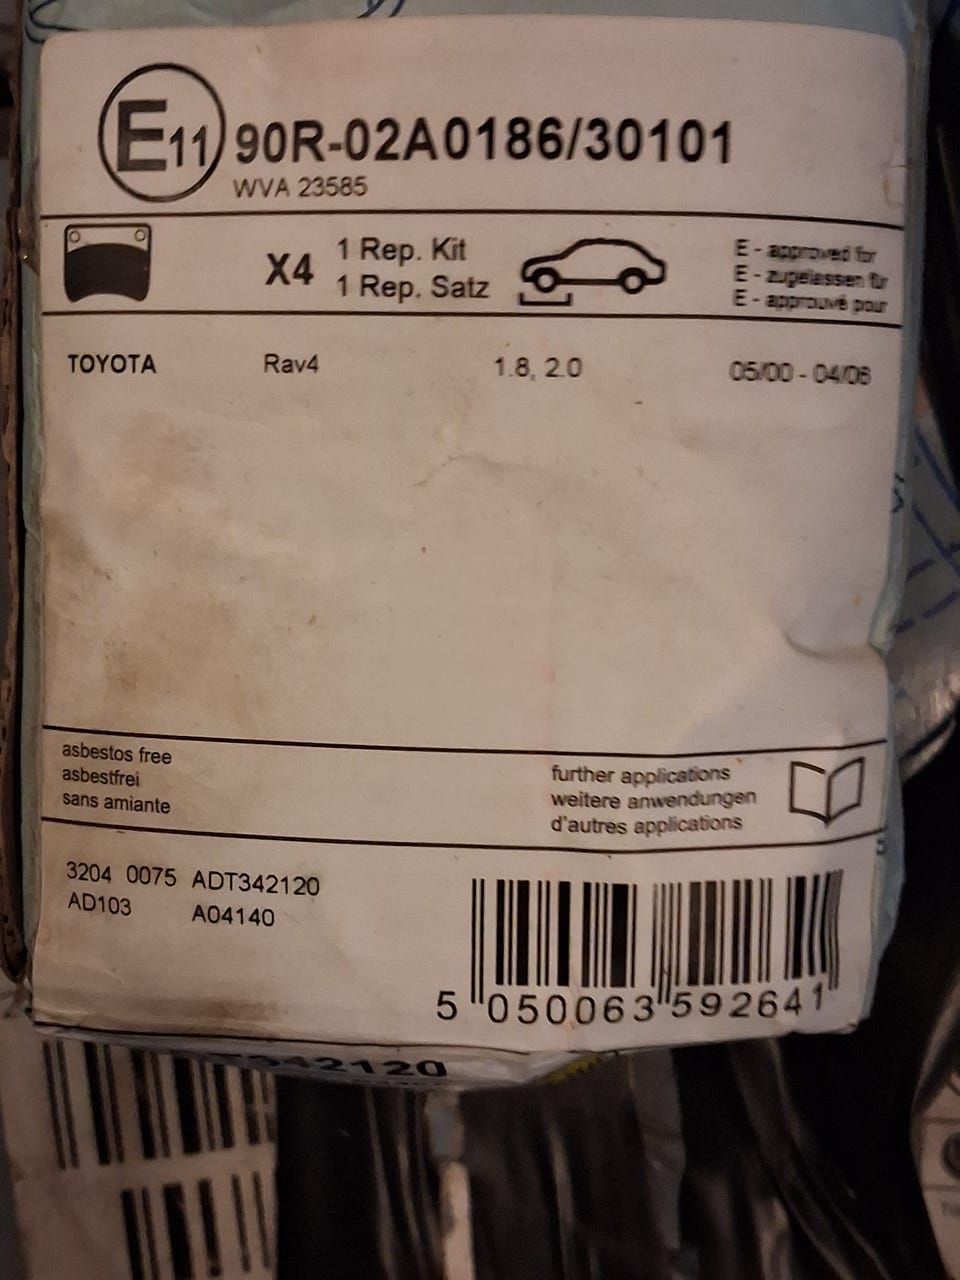 E11 90R-02A0186/30101
WVA 23585
X4
1 Rep. Kit
1 Rep. Satz
E - approved for
E - zugelassen für
E - approuvé pour
TOYOTA Rav4 1.8, 2.0 05/00 - 04/06
asbestos free
asbestfrei
sans amiante
further applications
weitere anwendungen
d'autres applications
3204 0075 ADT342120
AD103 A04140
5 050063 592641
342120